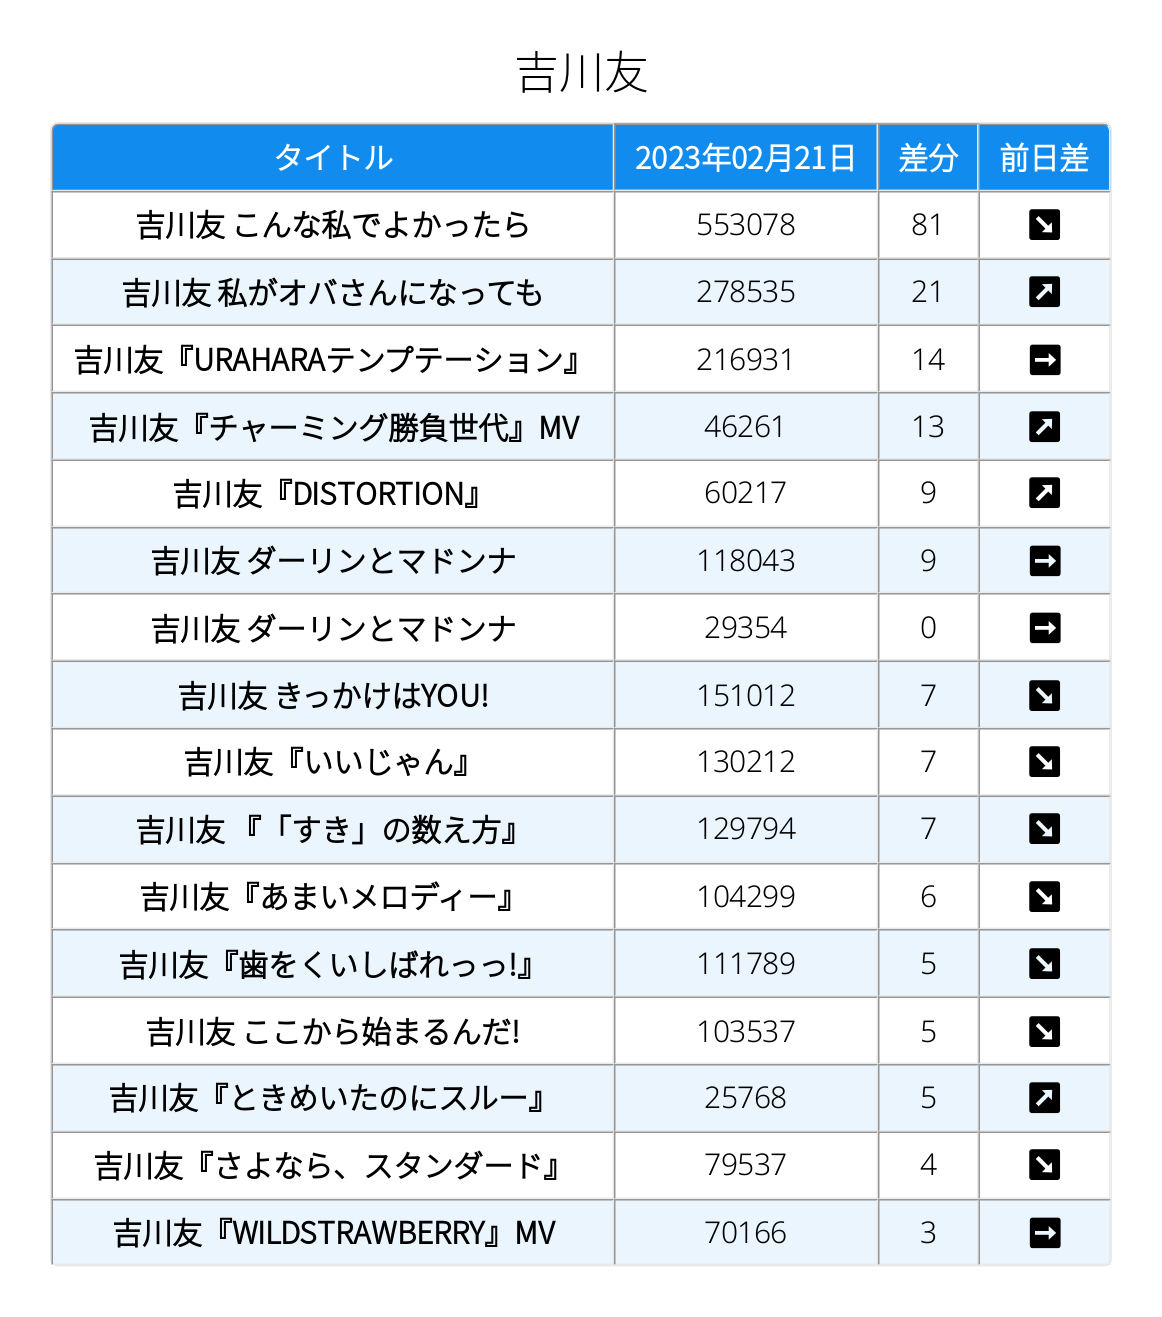 吉川友
タイトル 2023年02月21日 差分 前日差
吉川友 こんな私でよかったら 553078 81 ↘
吉川友 私がオバさんになっても 278535 21 ↗
吉川友『URAHARAテンプテーション』 216931 14 →
吉川友『チャーミング勝負世代』MV 46261 13 ↗
吉川友『DISTORTION』 60217 9 ↗
吉川友 ダーリンとマドンナ 118043 9 →
吉川友 ダーリンとマドンナ 29354 0 →
吉川友 きっかけはYOU! 151012 7 ↘
吉川友『いいじゃん』 130212 7 ↘
吉川友 『「すき」の数え方』 129794 7 ↘
吉川友『あまいメロディー』 104299 6 ↘
吉川友『歯をくいしばれっっ!』 111789 5 ↘
吉川友 ここから始まるんだ! 103537 5 ↘
吉川友『ときめいたのにスルー』 25768 5 ↗
吉川友『さよなら、スタンダード』 79537 4 ↘
吉川友『WILDSTRAWBERRY』MV 70166 3 →